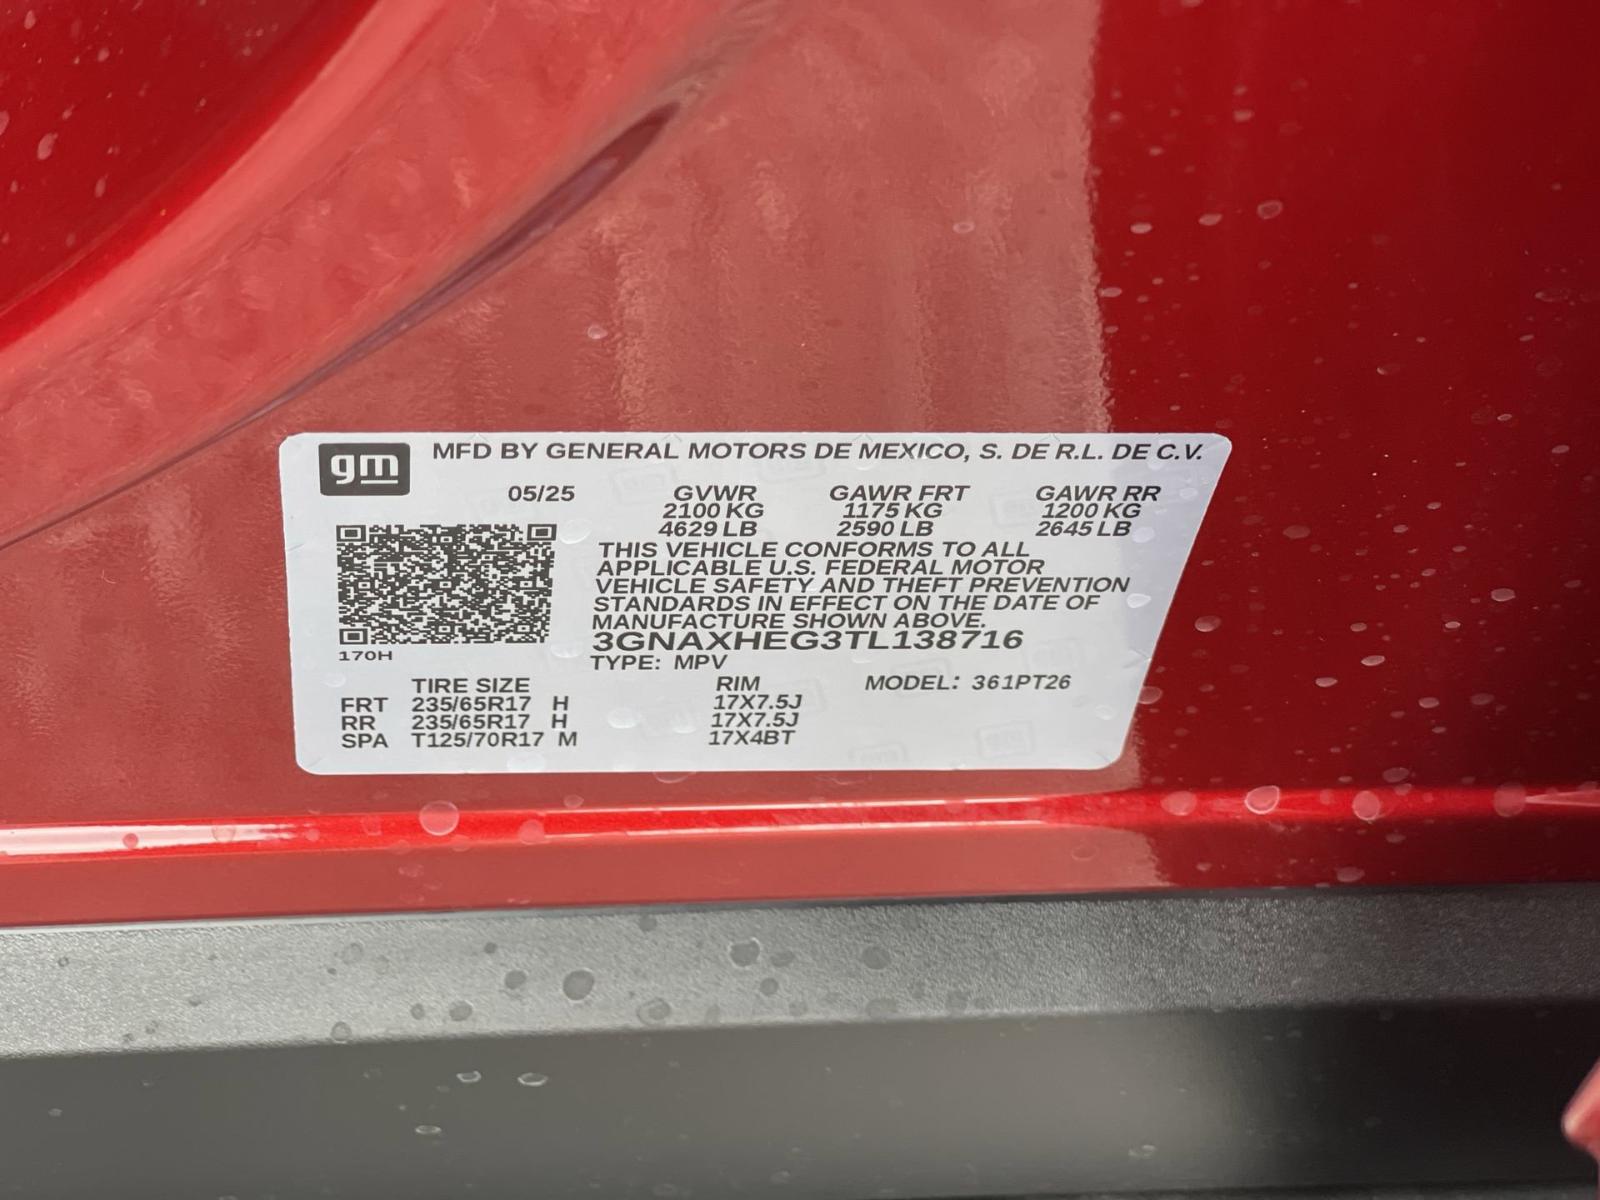 gm
MFD BY GENERAL MOTORS DE MEXICO, S. DE R.L. DE C.V.
05/25 GVWR GAWR FRT GAWR RR
2100 KG 1175 KG 1200 KG
4629 LB 2590 LB 2645 LB
THIS VEHICLE CONFORMS TO ALL
APPLICABLE U.S. FEDERAL MOTOR
VEHICLE SAFETY AND THEFT PREVENTION
STANDARDS IN EFFECT ON THE DATE OF
MANUFACTURE SHOWN ABOVE.
3GNAXHEG3TL138716
170H
TYPE: MPV
TIRE SIZE RIM MODEL: 361PT26
FRT 235/65R17 H 17X7.5J
RR 235/65R17 H 17X7.5J
SPA T125/70R17 M 17X4BT